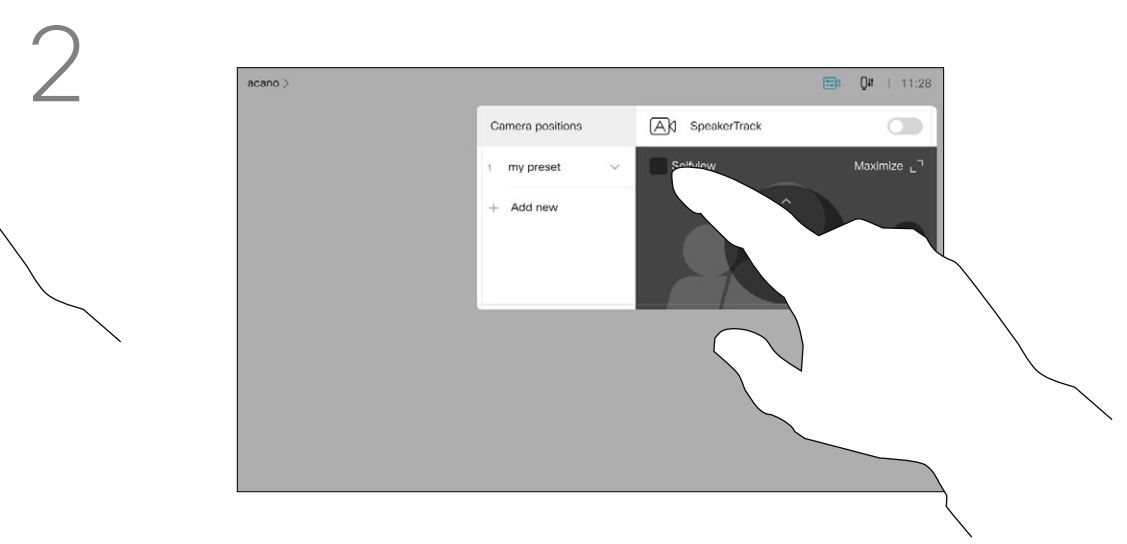 2
acano >
11:28
Camera positions
SpeakerTrack
1 my preset
Selfview
Maximize
+ Add new